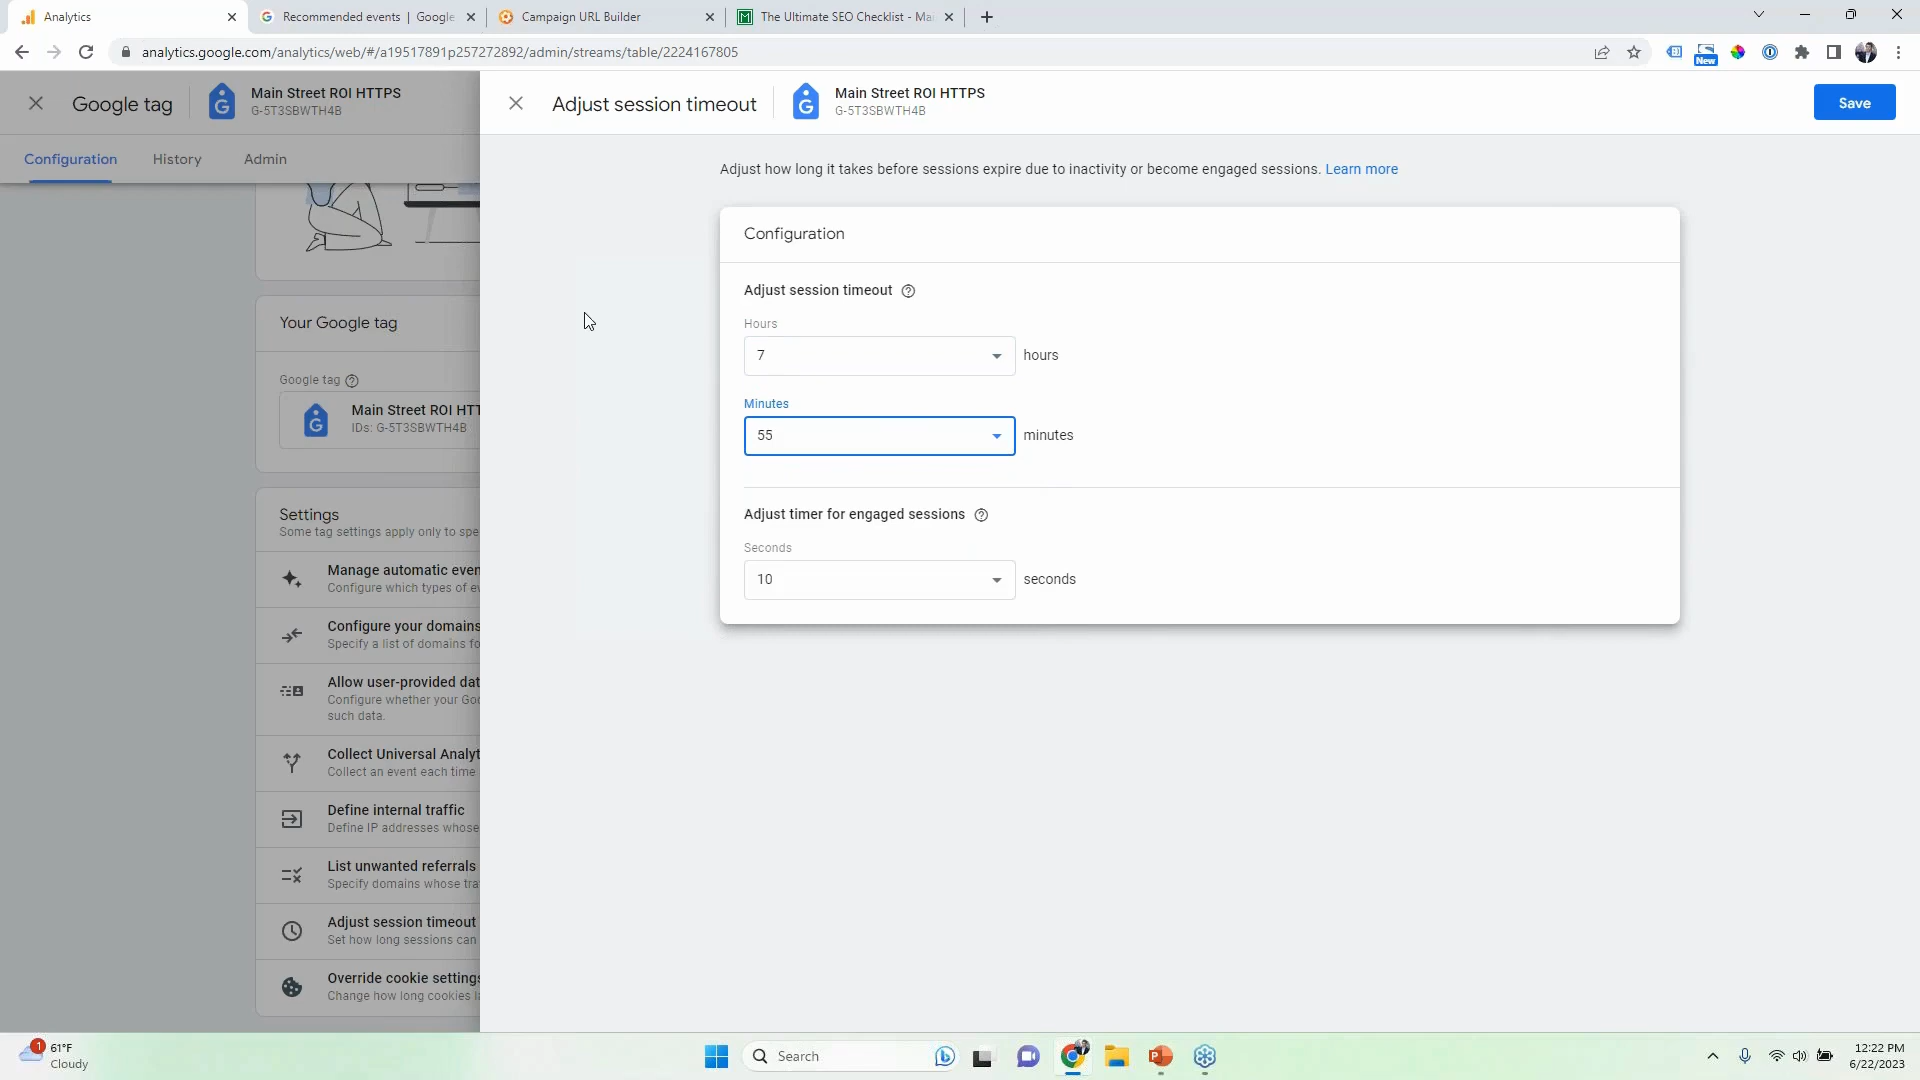 Analytics
Recommended events | Google
Campaign URL Builder
The Ultimate SEO Checklist - Mai
analytics.google.com/analytics/web/#/a19517891p257272892/admin/streams/table/2224167805
New
Google tag
Main Street ROI HTTPS
G-5T3SBWTH4B
Configuration
History
Admin
Your Google tag
Google tag
Main Street ROI HTT
IDs: G-5T3SBWTH4B
Settings
Some tag settings apply only to spe
Manage automatic even
Configure which types of ev
Configure your domains
Specify a list of domains fo
Allow user-provided dat
Configure whether your Goo
such data.
Collect Universal Analyt
Collect an event each time
Define internal traffic
Define IP addresses whose
List unwanted referrals
Specify domains whose tra
Adjust session timeout
Set how long sessions can
Override cookie settings
Change how long cookies la
Adjust session timeout
Main Street ROI HTTPS
G-5T3SBWTH4B
Save
Adjust how long it takes before sessions expire due to inactivity or become engaged sessions. Learn more
Configuration
Adjust session timeout
Hours
7
hours
Minutes
55
minutes
Adjust timer for engaged sessions
Seconds
10
seconds
1
61°F
Cloudy
Search
12:22 PM
6/22/2023